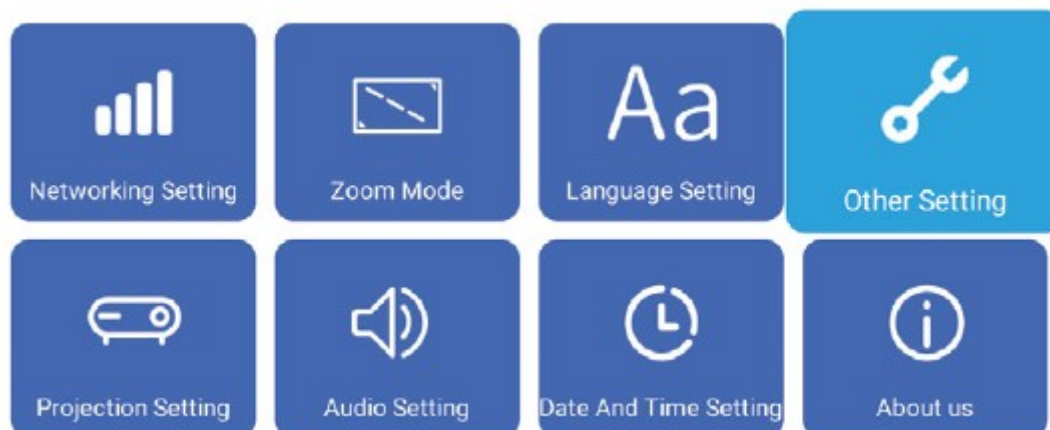 Networking Setting
Zoom Mode
Aa
Language Setting
Other Setting
Projection Setting
Audio Setting
Date And Time Setting
About us